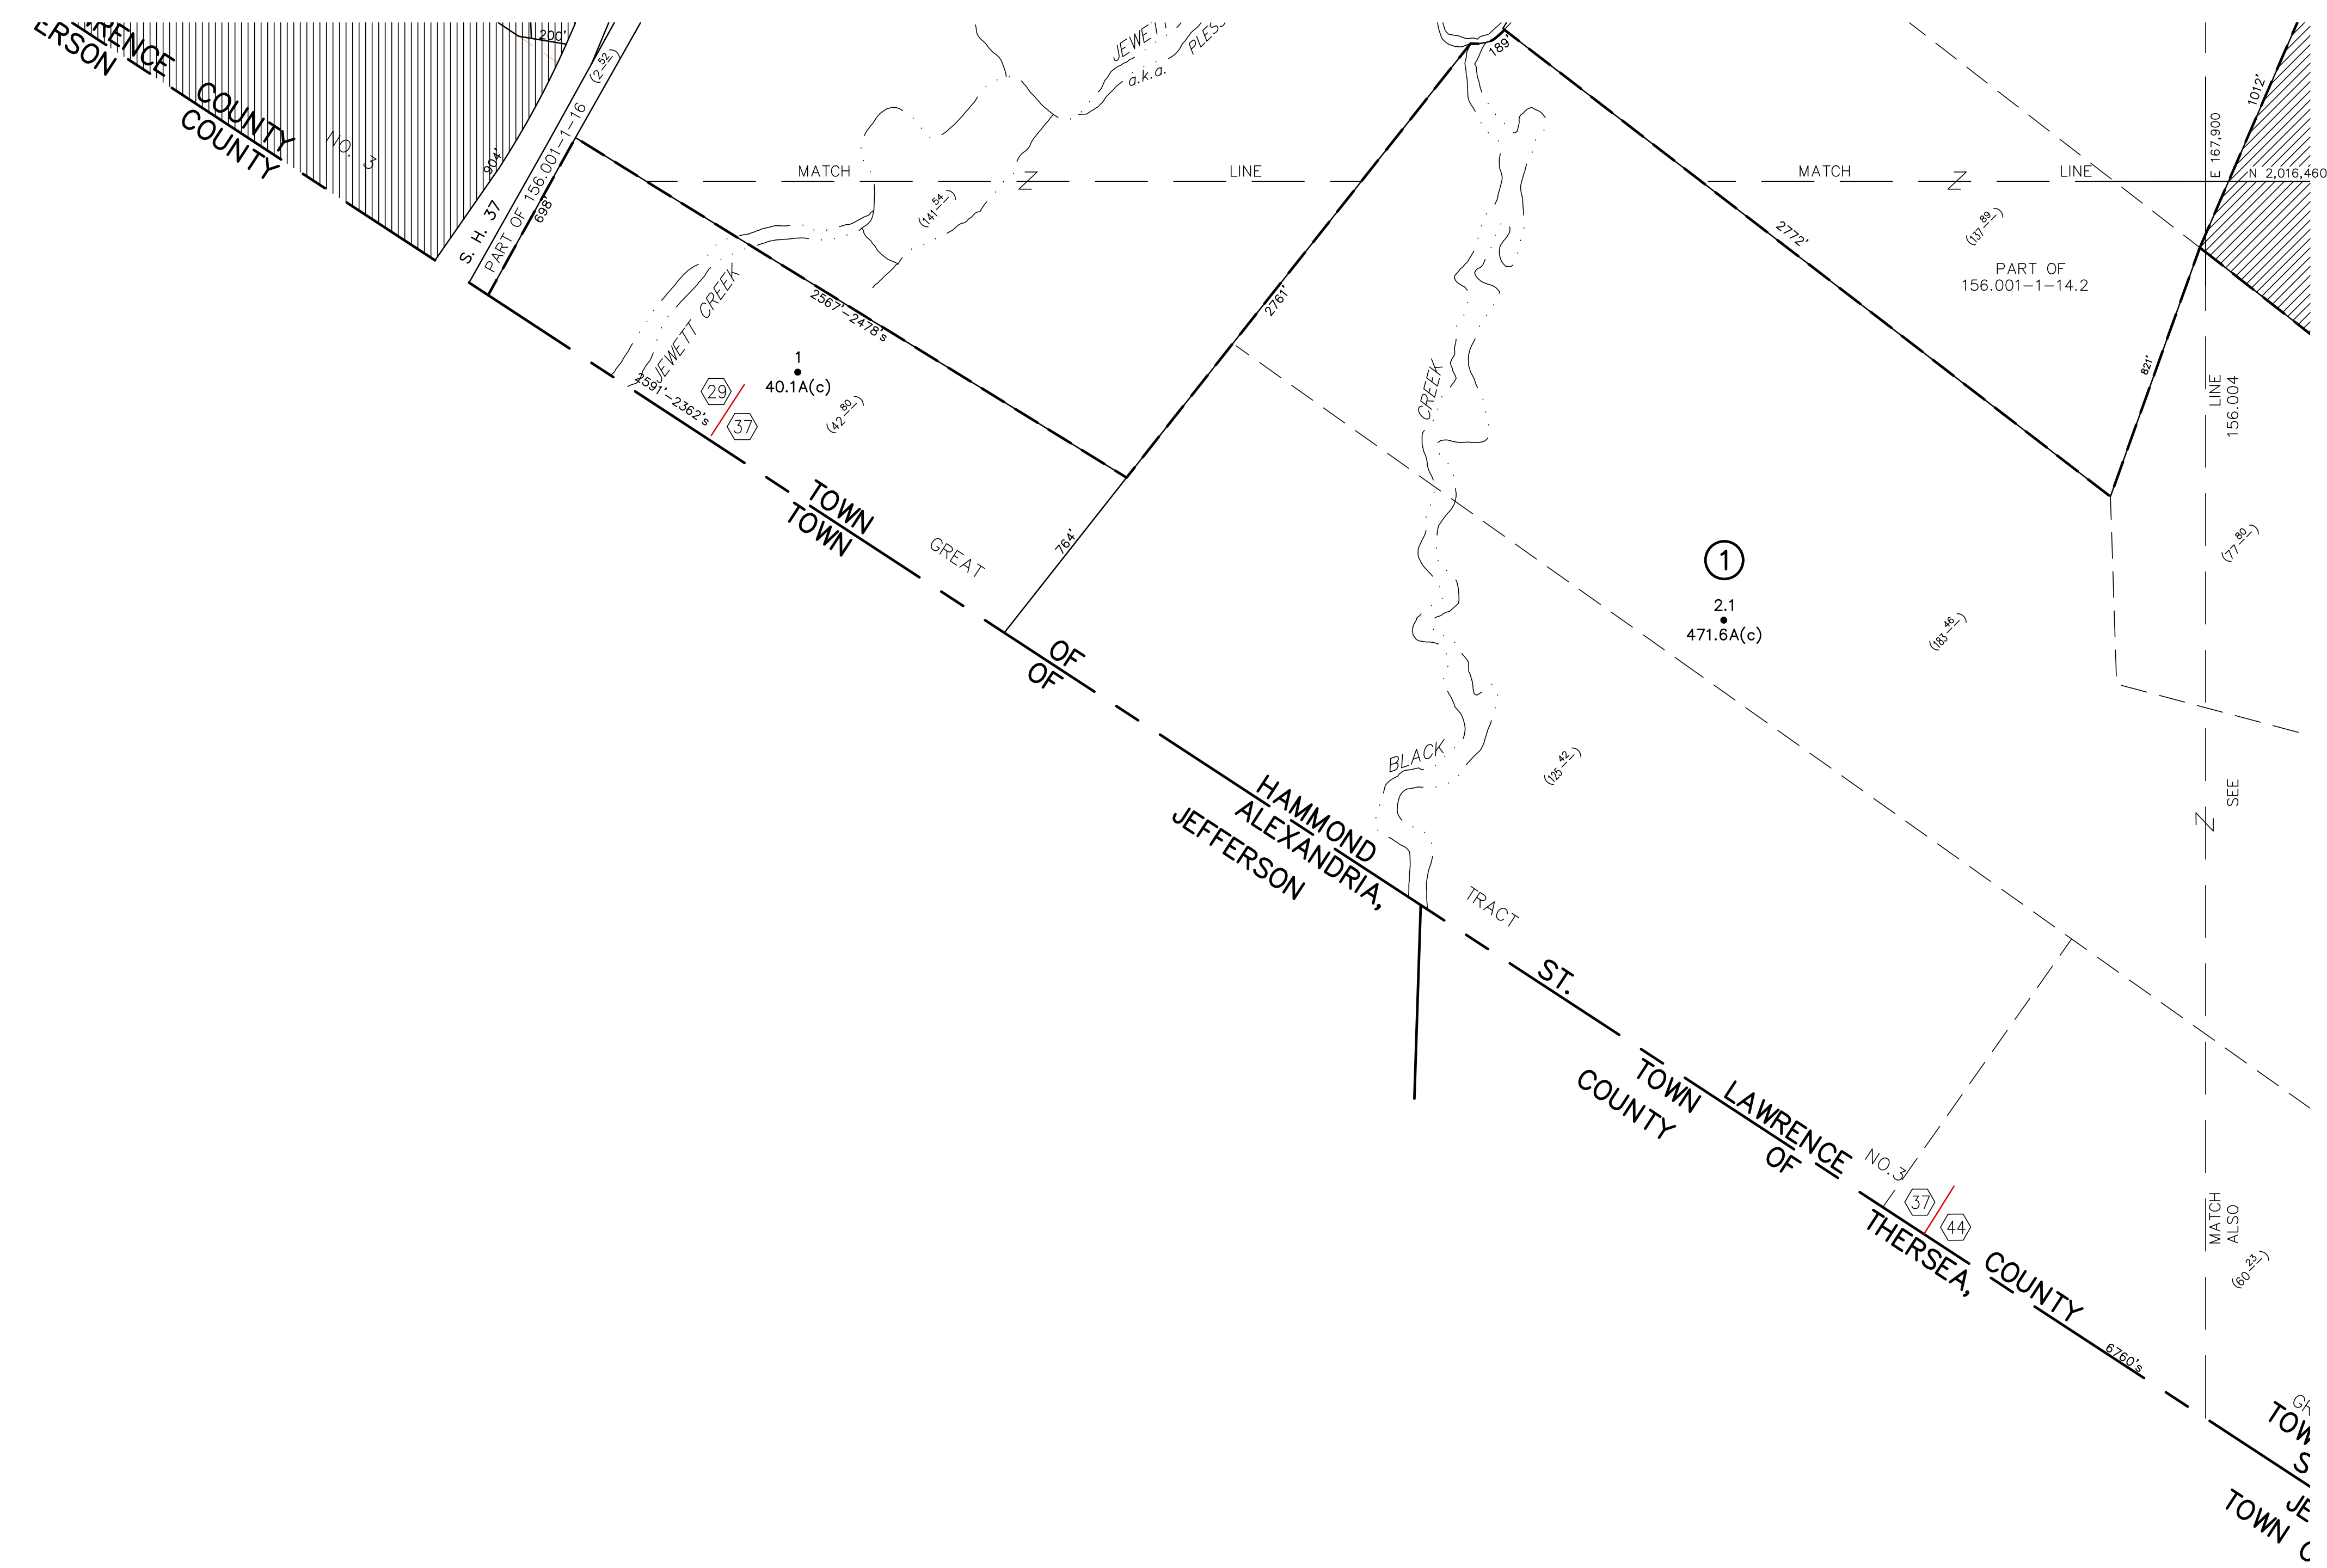 RENCE COUNTY
ERSON COUNTY
NO. 3
200'
904'
S. H. 37
PART OF 156.001-1-16
(2 52)
698'
JEWETT
a.k.a.
MATCH LINE
(141 54)
2567'-2478's
JEWETT CREEK
1
40.1A(c)
(42 80)
2591'-2362's
29
37
189'
2761'
764'
2772'
MATCH LINE
(137 89)
PART OF
156.001-1-14.2
821'
1012'
E 167,900
N 2,016,460
LINE
156.004
(77 80)
SEE
MATCH
ALSO
(60 23)
CREEK
BLACK
1
2.1
471.6A(c)
(183 46)
(125 42)
GREAT
TRACT
NO. 3
TOWN OF HAMMOND
ST. LAWRENCE COUNTY
TOWN OF ALEXANDRIA,
JEFFERSON COUNTY
TOWN OF THERSEA,
37
44
6760's
TOWN